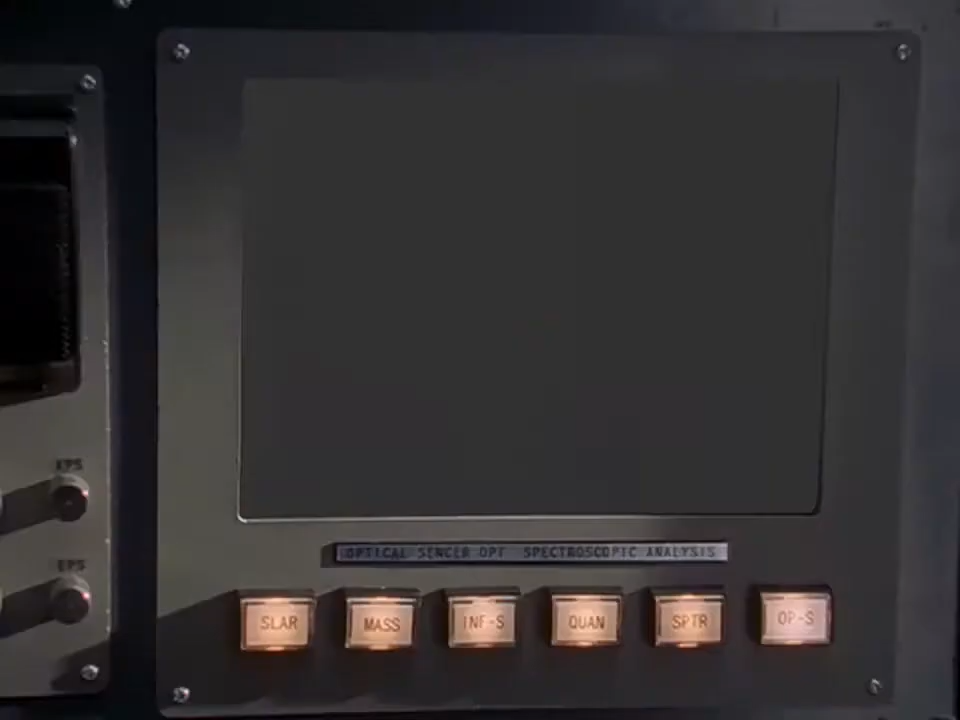 KPS
EPS
OPTICAL SENCER OPT SPECTROSCOPIC ANALYSIS
SLAR
MASS
INF-S
QUAN
SPTR
OP-S